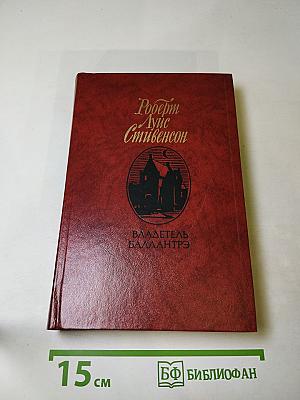 Роберт
Луис
Стивенсон
ВЛАДЕТЕЛЬ
БАЛЛАНТРЭ
15 см
БФ БИБЛИОФАН